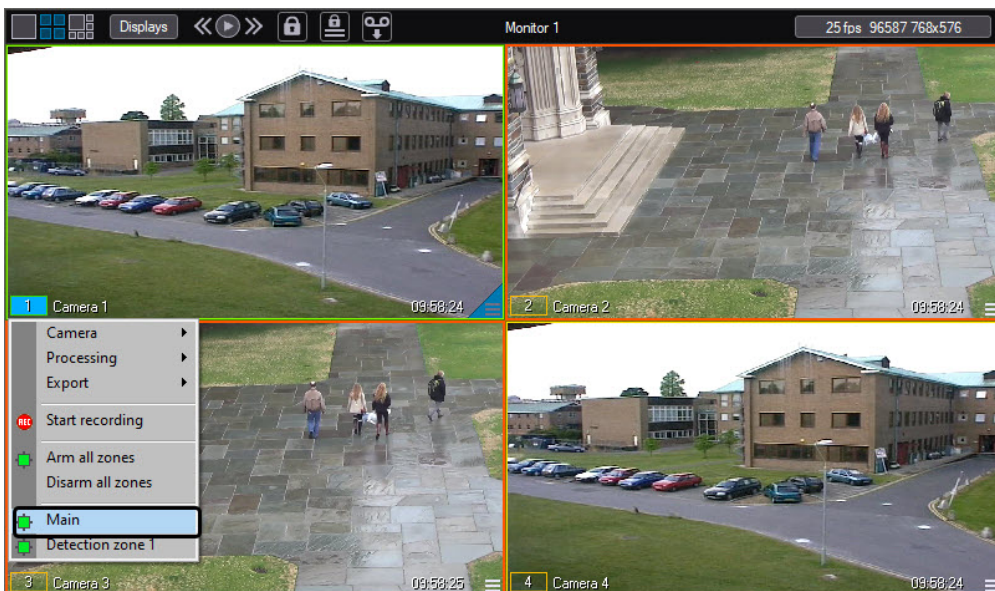 Displays
Monitor 1
25 fps 96587 768x576
1 Camera 1 09:58:24
2 Camera 2 09:58:24
Camera
Processing
Export
REC Start recording
Arm all zones
Disarm all zones
Main
Detection zone 1
3 Camera 3 09:58:25
4 Camera 4 09:58:24